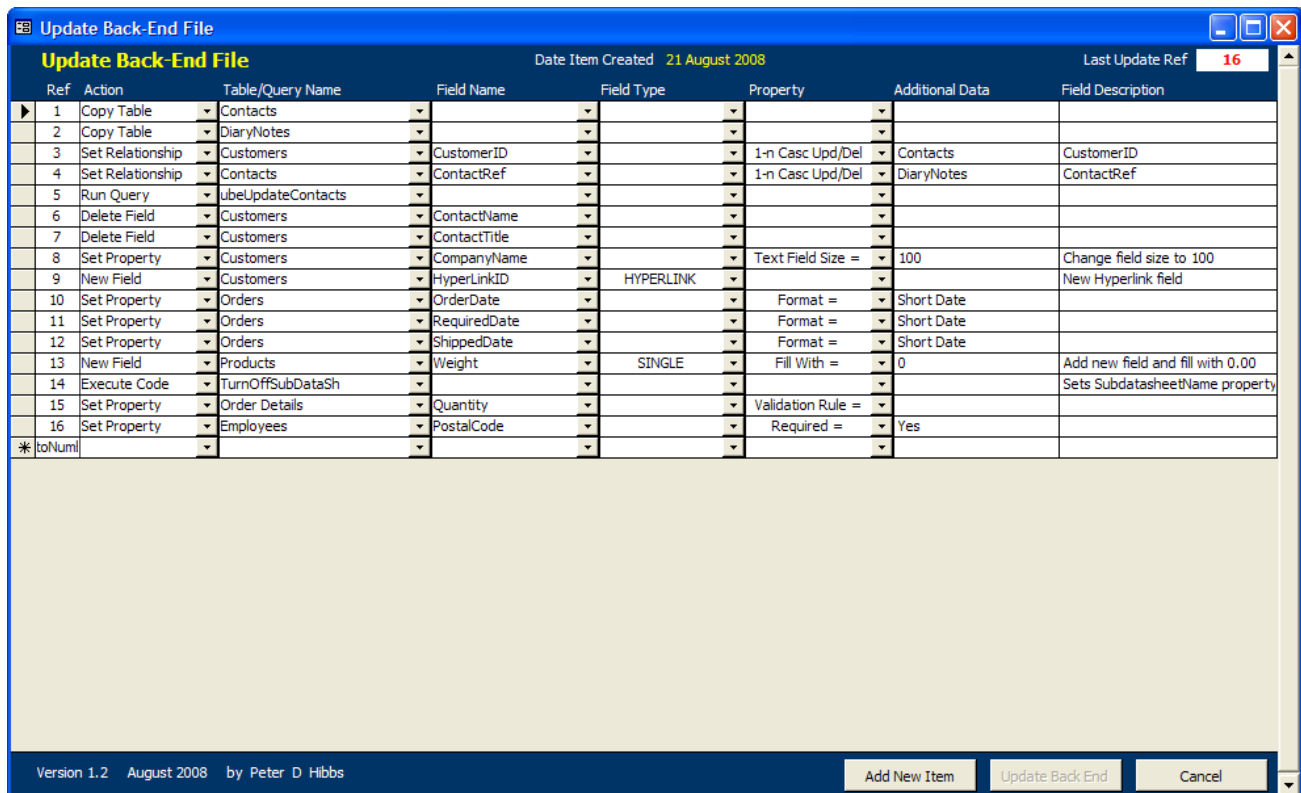 Update Back-End File
Update Back-End File Date Item Created 21 August 2008 Last Update Ref 16
Ref Action Table/Query Name Field Name Field Type Property Additional Data Field Description
1 Copy Table Contacts
2 Copy Table DiaryNotes
3 Set Relationship Customers CustomerID 1-n Casc Upd/Del Contacts CustomerID
4 Set Relationship Contacts ContactRef 1-n Casc Upd/Del DiaryNotes ContactRef
5 Run Query ubeUpdateContacts
6 Delete Field Customers ContactName
7 Delete Field Customers ContactTitle
8 Set Property Customers CompanyName Text Field Size = 100 Change field size to 100
9 New Field Customers HyperLinkID HYPERLINK New Hyperlink field
10 Set Property Orders OrderDate Format = Short Date
11 Set Property Orders RequiredDate Format = Short Date
12 Set Property Orders ShippedDate Format = Short Date
13 New Field Products Weight SINGLE Fill With = 0 Add new field and fill with 0.00
14 Execute Code TurnOffSubDataSh Sets SubdatasheetName property
15 Set Property Order Details Quantity Validation Rule =
16 Set Property Employees PostalCode Required = Yes
toNuml
Version 1.2 August 2008 by Peter D Hibbs Add New Item Update Back End Cancel